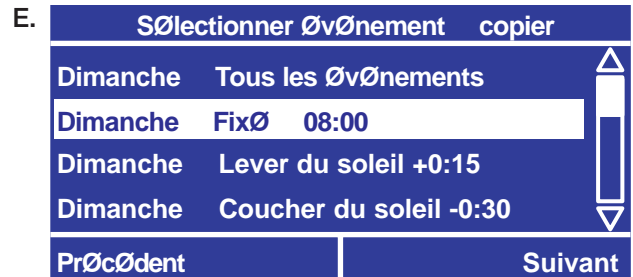 E.
SØlectionner ØvØnement copier
Dimanche Tous les ØvØnements
Dimanche FixØ 08:00
Dimanche Lever du soleil +0:15
Dimanche Coucher du soleil -0:30
PrØcØdent Suivant